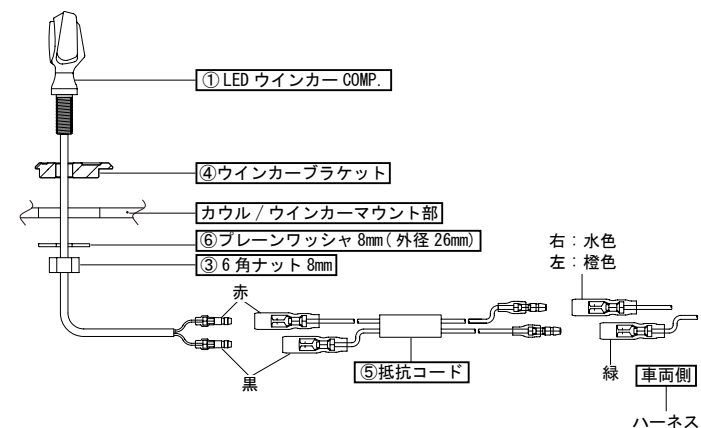 ①LED ウインカー COMP.
④ウインカーブラケット
カウル / ウインカーマウント部
⑥プレーンワッシャ 8mm( 外径 26mm)
③ 6 角ナット 8mm
右：水色
左：橙色
赤
黒
⑤抵抗コード
緑
車両側
ハーネス